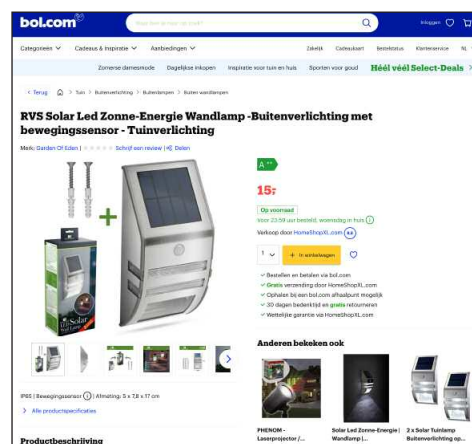 bol.com
Inloggen
Categorieën Cadeaus & Inspiratie Aanbiedingen Zakelijk Cadeaukaart Bestelstatus Klantenservice NL
Zomerse damesmode Dagelijkse inkopen Inspiratie voor tuin en huis Sporten voor goud Héél véél Select-Deals
< Terug > Tuin > Buitenverlichting > Buitenlampen > Buiten wandlampen
RVS Solar Led Zonne-Energie Wandlamp -Buitenverlichting met
bewegingssensor - Tuinverlichting
Merk: Garden Of Eden | Schrijf een review | Delen
A++
15,-
Op voorraad
Voor 23:59 uur besteld, woensdag in huis
Verkoop door HomeShopXL.com
1 + In winkelwagen
Bestellen en betalen via bol.com
Gratis verzending door HomeShopXL.com
Ophalen bij een bol.com afhaalpunt mogelijk
30 dagen bedenktijd en gratis retourneren
Wettelijke garantie via HomeShopXL.com
Solar
Anderen bekeken ook
IP65 | Bewegingssensor | Afmeting: 5 x 7,8 x 17 cm
> Alle productspecificaties
PHENOM -
Laserprojector /...
Solar Led Zonne-Energie
Wandlamp |...
2 x Solar Tuinlamp
Buitenverlichting op...
Productbeschrijving